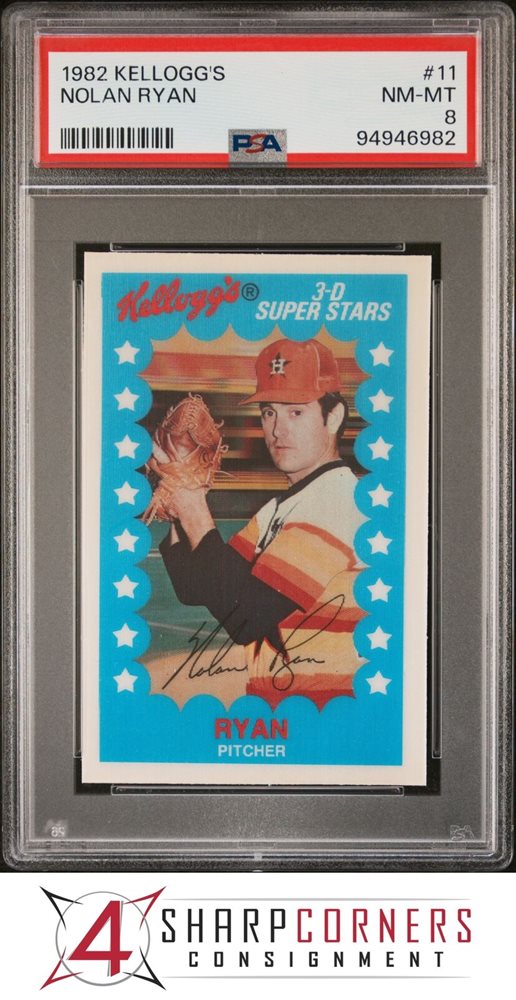 1982 KELLOGG'S #11
NOLAN RYAN NM-MT
8
PSA 94946982
Kellogg's® 3-D
SUPER STARS
H
Nolan Ryan
RYAN
PITCHER
PSA
4 SHARPCORNERS
CONSIGNMENT